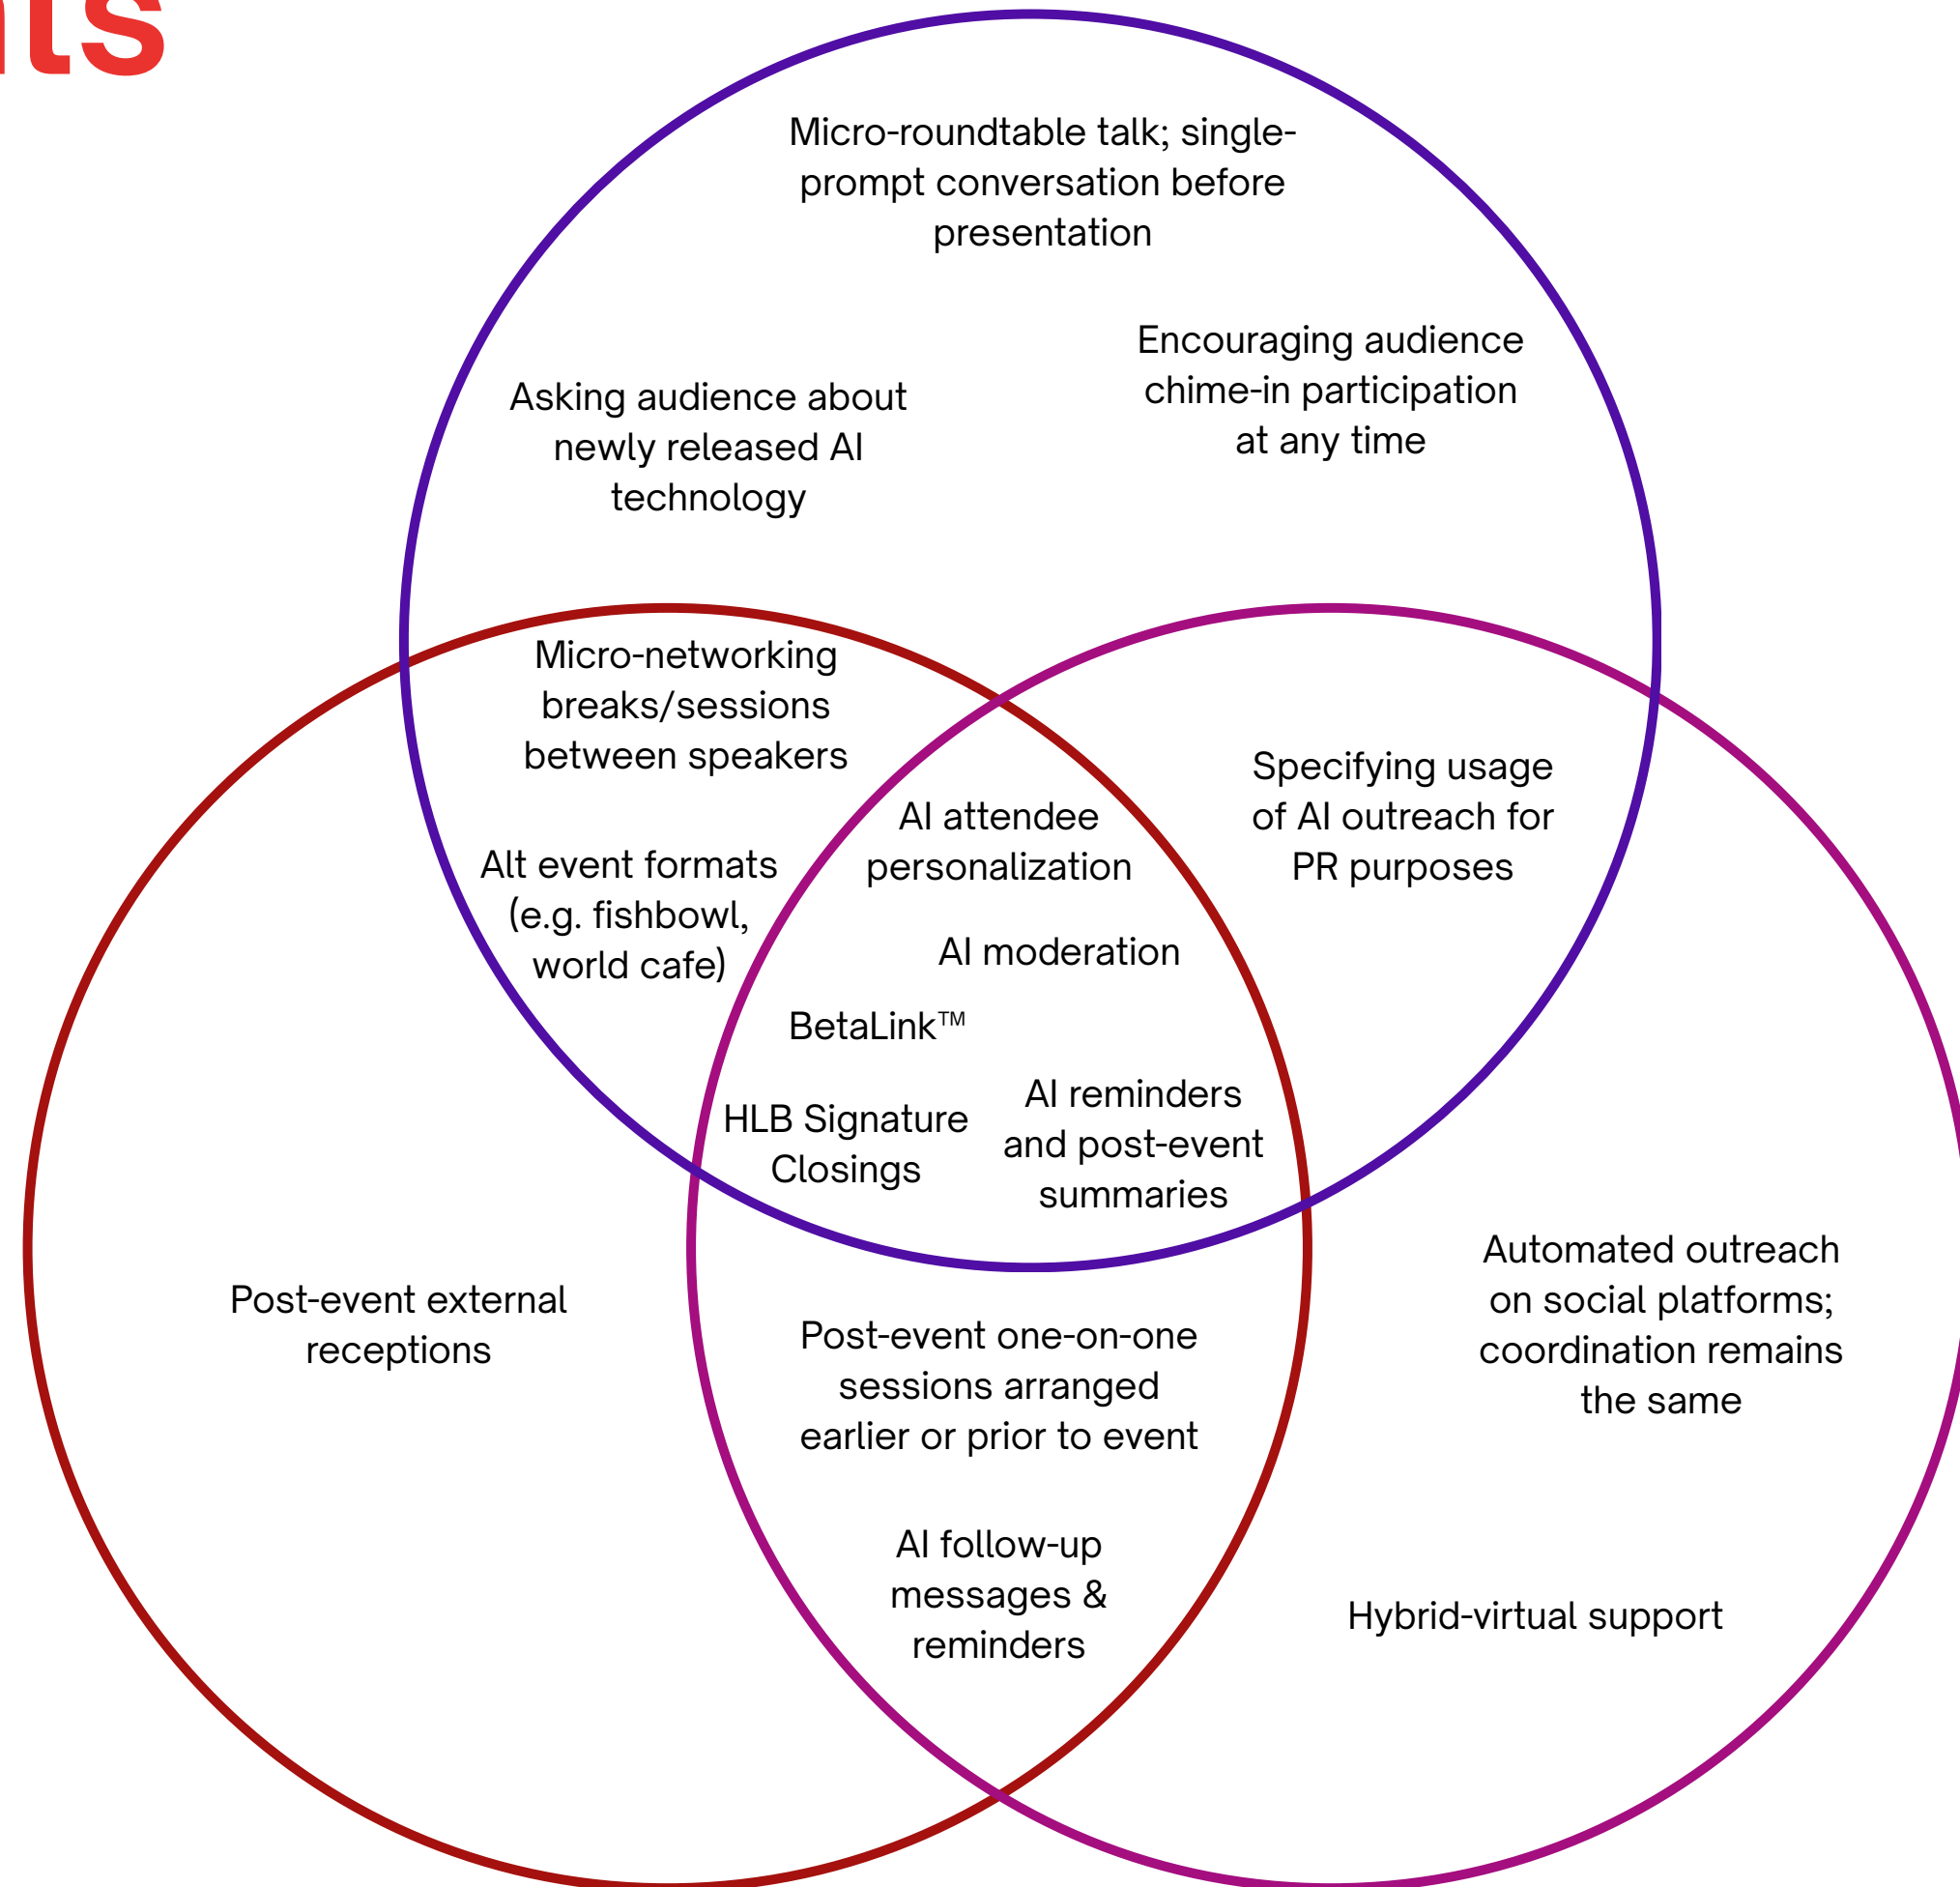 ts
Micro-roundtable talk; single-
prompt conversation before
presentation
Encouraging audience
chime-in participation
at any time
Asking audience about
newly released AI
technology
Micro-networking
breaks/sessions
between speakers
Specifying usage
of AI outreach for
PR purposes
AI attendee
personalization
Alt event formats
(e.g. fishbowl,
world cafe)
AI moderation
BetaLink™
HLB Signature
Closings
AI reminders
and post-event
summaries
Automated outreach
on social platforms;
coordination remains
the same
Post-event external
receptions
Post-event one-on-one
sessions arranged
earlier or prior to event
AI follow-up
messages &
reminders
Hybrid-virtual support